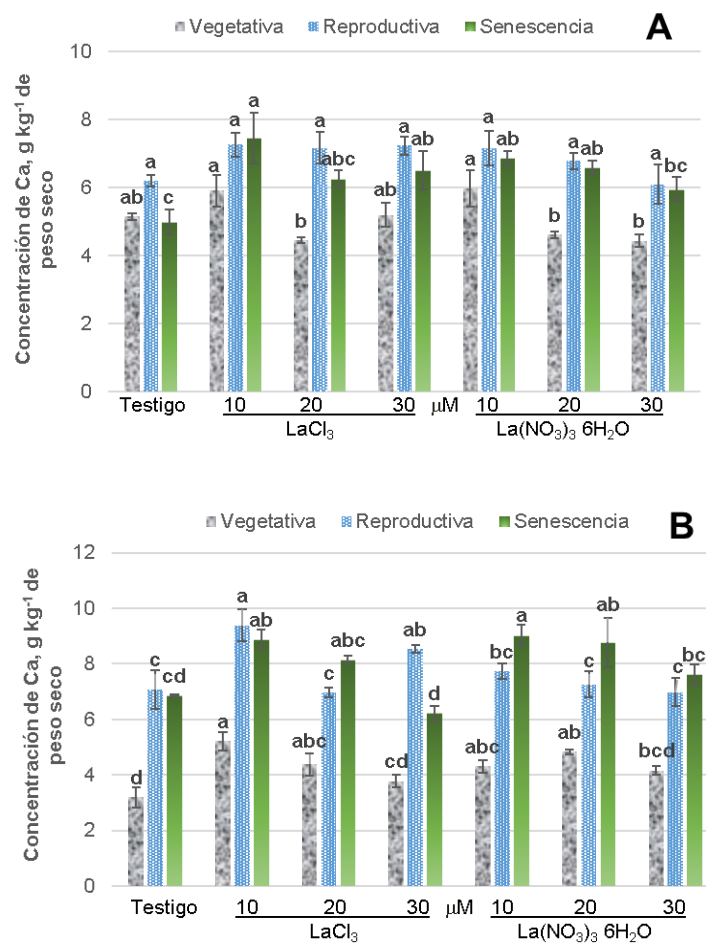 Vegetativa Reproductiva Senescencia A
Concentración de Ca, g kg⁻¹ de
peso seco
10
8
6
4
2
0
ab a c
a a a
b a abc
ab a ab
a a ab
b a ab
b a bc
Testigo 10 20 30 µM 10 20 30
LaCl₃ La(NO₃)₃ 6H₂O
Vegetativa Reproductiva Senescencia B
Concentración de Ca, g kg⁻¹ de
peso seco
12
10
8
6
4
2
0
d c cd
a a ab
abc c abc
cd ab d
abc bc a
ab c ab
bcd c bc
Testigo 10 20 30 µM 10 20 30
LaCl₃ La(NO₃)₃ 6H₂O